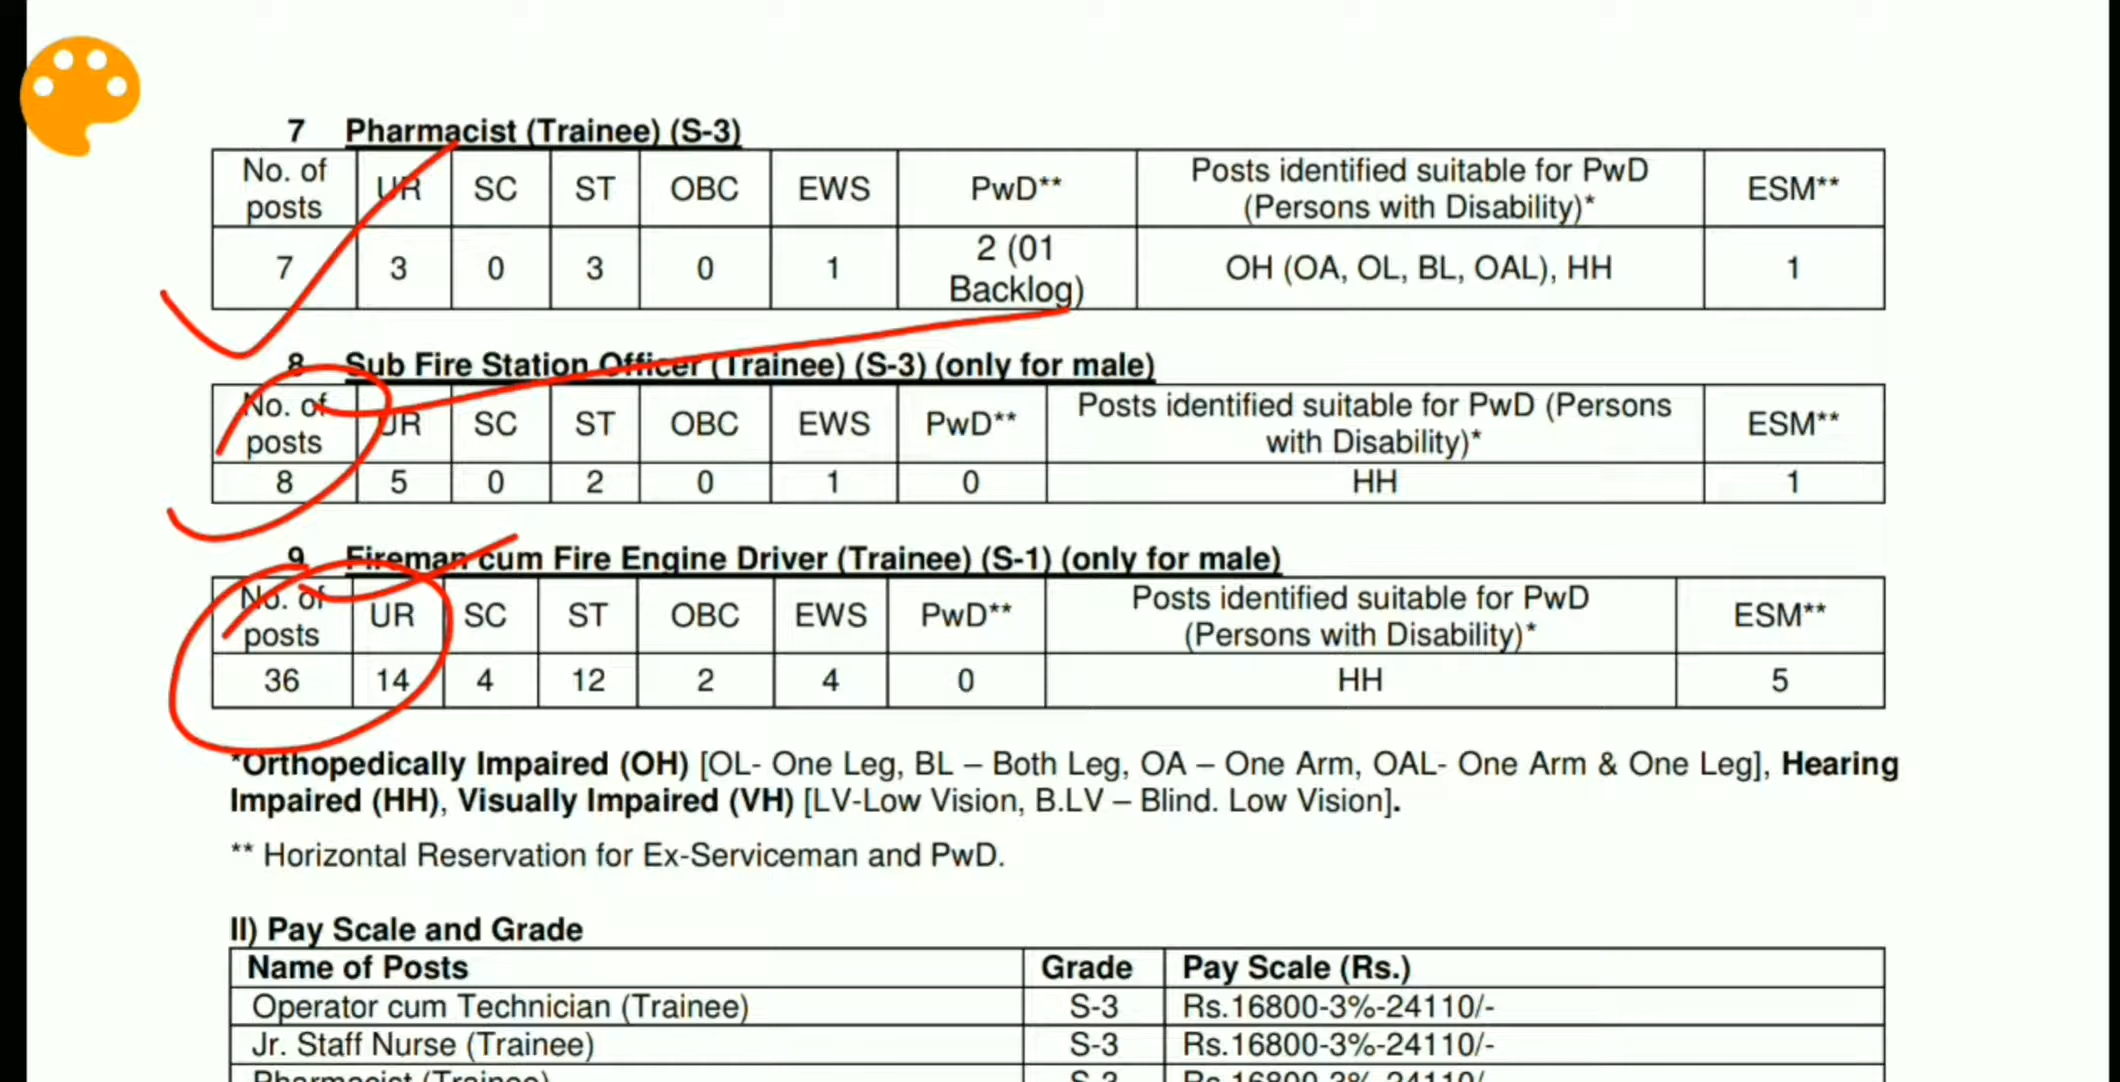 7 Pharmacist (Trainee) (S-3)
No. of posts UR SC ST OBC EWS PwD** Posts identified suitable for PwD (Persons with Disability)* ESM**
7 3 0 3 0 1 2 (01 Backlog) OH (OA, OL, BL, OAL), HH 1
8 Sub Fire Station Officer (Trainee) (S-3) (only for male)
No. of posts UR SC ST OBC EWS PwD** Posts identified suitable for PwD (Persons with Disability)* ESM**
8 5 0 2 0 1 0 HH 1
9 Fireman cum Fire Engine Driver (Trainee) (S-1) (only for male)
No. of posts UR SC ST OBC EWS PwD** Posts identified suitable for PwD (Persons with Disability)* ESM**
36 14 4 12 2 4 0 HH 5
*Orthopedically Impaired (OH) [OL- One Leg, BL – Both Leg, OA – One Arm, OAL- One Arm & One Leg], Hearing
Impaired (HH), Visually Impaired (VH) [LV-Low Vision, B.LV – Blind. Low Vision].
** Horizontal Reservation for Ex-Serviceman and PwD.
II) Pay Scale and Grade
Name of Posts Grade Pay Scale (Rs.)
Operator cum Technician (Trainee) S-3 Rs.16800-3%-24110/-
Jr. Staff Nurse (Trainee) S-3 Rs.16800-3%-24110/-
Pharmacist (Trainee) S-3 Rs.16800-3%-24110/-